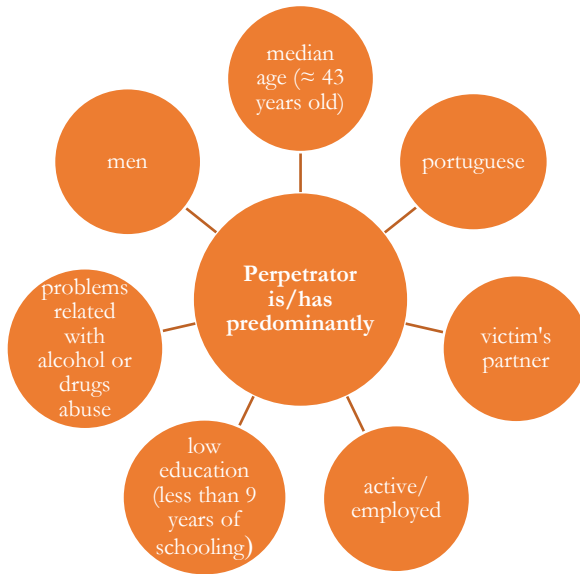 median
age (≈ 43
years old)
portuguese
victim's
partner
active/
employed
low
education
(less than 9
years of
schooling)
problems
related
with
alcohol or
drugs
abuse
men
Perpetrator
is/has
predominantly